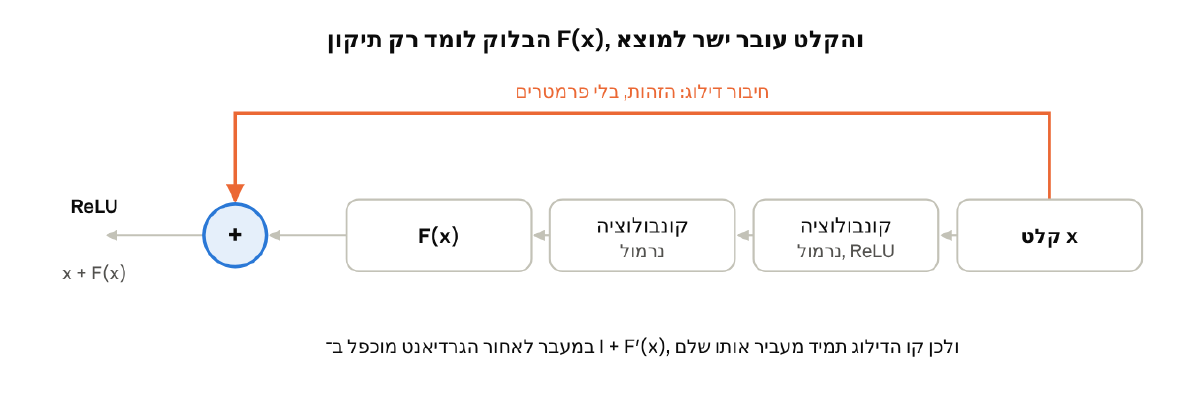 הבלוק לומד רק תיקון F(x), והקלט עובר ישר למוצא
חיבור דילוג: הזהות, בלי פרמטרים
קלט x
קונבולוציה
נרמול, ReLU
קונבולוציה
נרמול
F(x)
+
ReLU
x + F(x)
במעבר לאחור הגרדיאנט מוכפל ב־I + F′(x), ולכן קו הדילוג תמיד מעביר אותו שלם